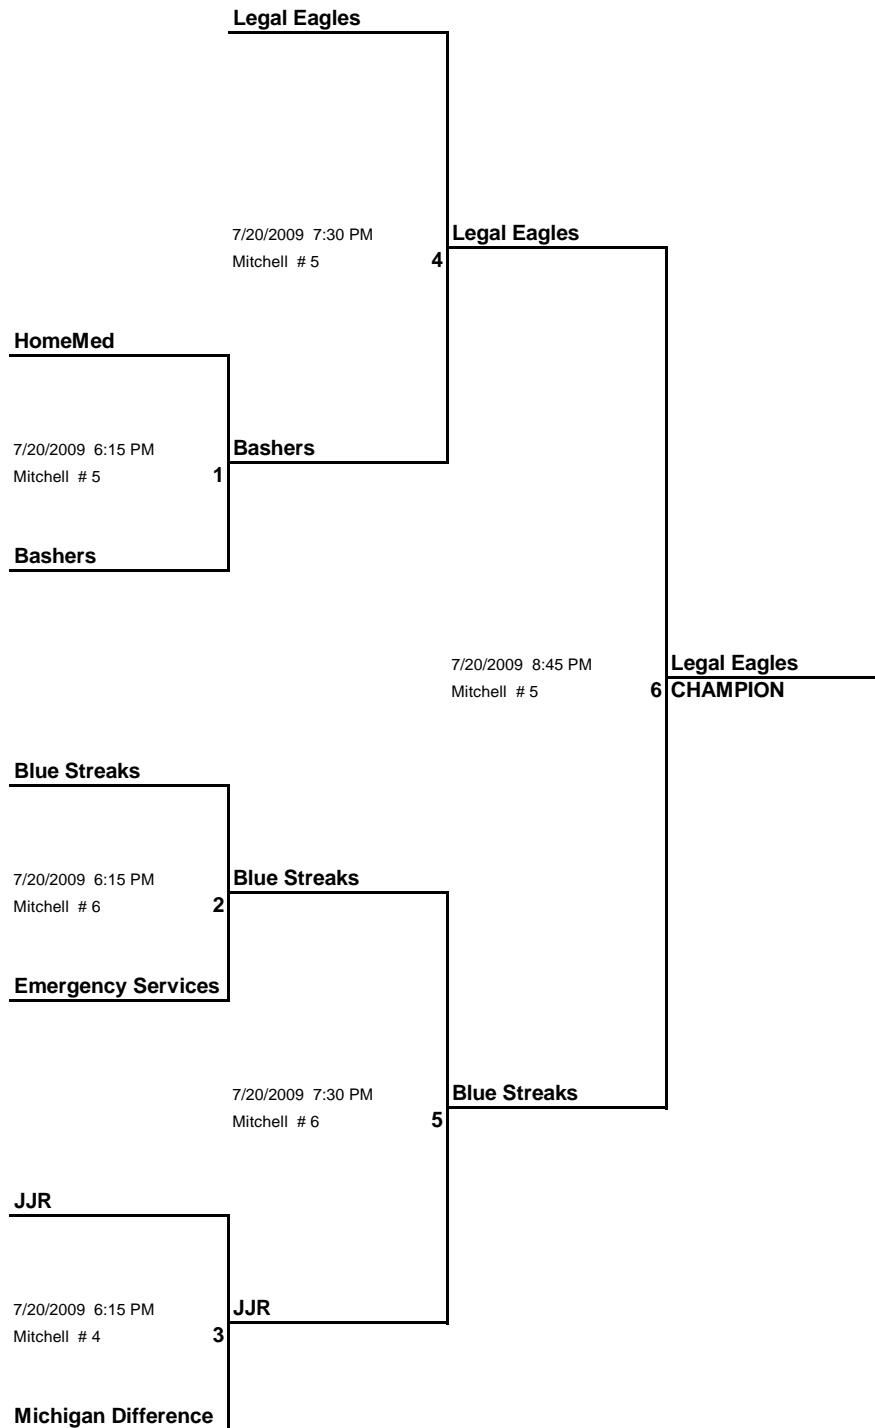 Legal Eagles
7/20/2009 7:30 PM
Legal Eagles
Mitchell # 5
4
HomeMed
7/20/2009 6:15 PM
Bashers
Mitchell # 5
1
Bashers
7/20/2009 8:45 PM
Legal Eagles
Mitchell # 5
6
CHAMPION
Blue Streaks
7/20/2009 6:15 PM
Blue Streaks
Mitchell # 6
2
Emergency Services
7/20/2009 7:30 PM
Blue Streaks
Mitchell # 6
5
JJR
7/20/2009 6:15 PM
JJR
Mitchell # 4
3
Michigan Difference